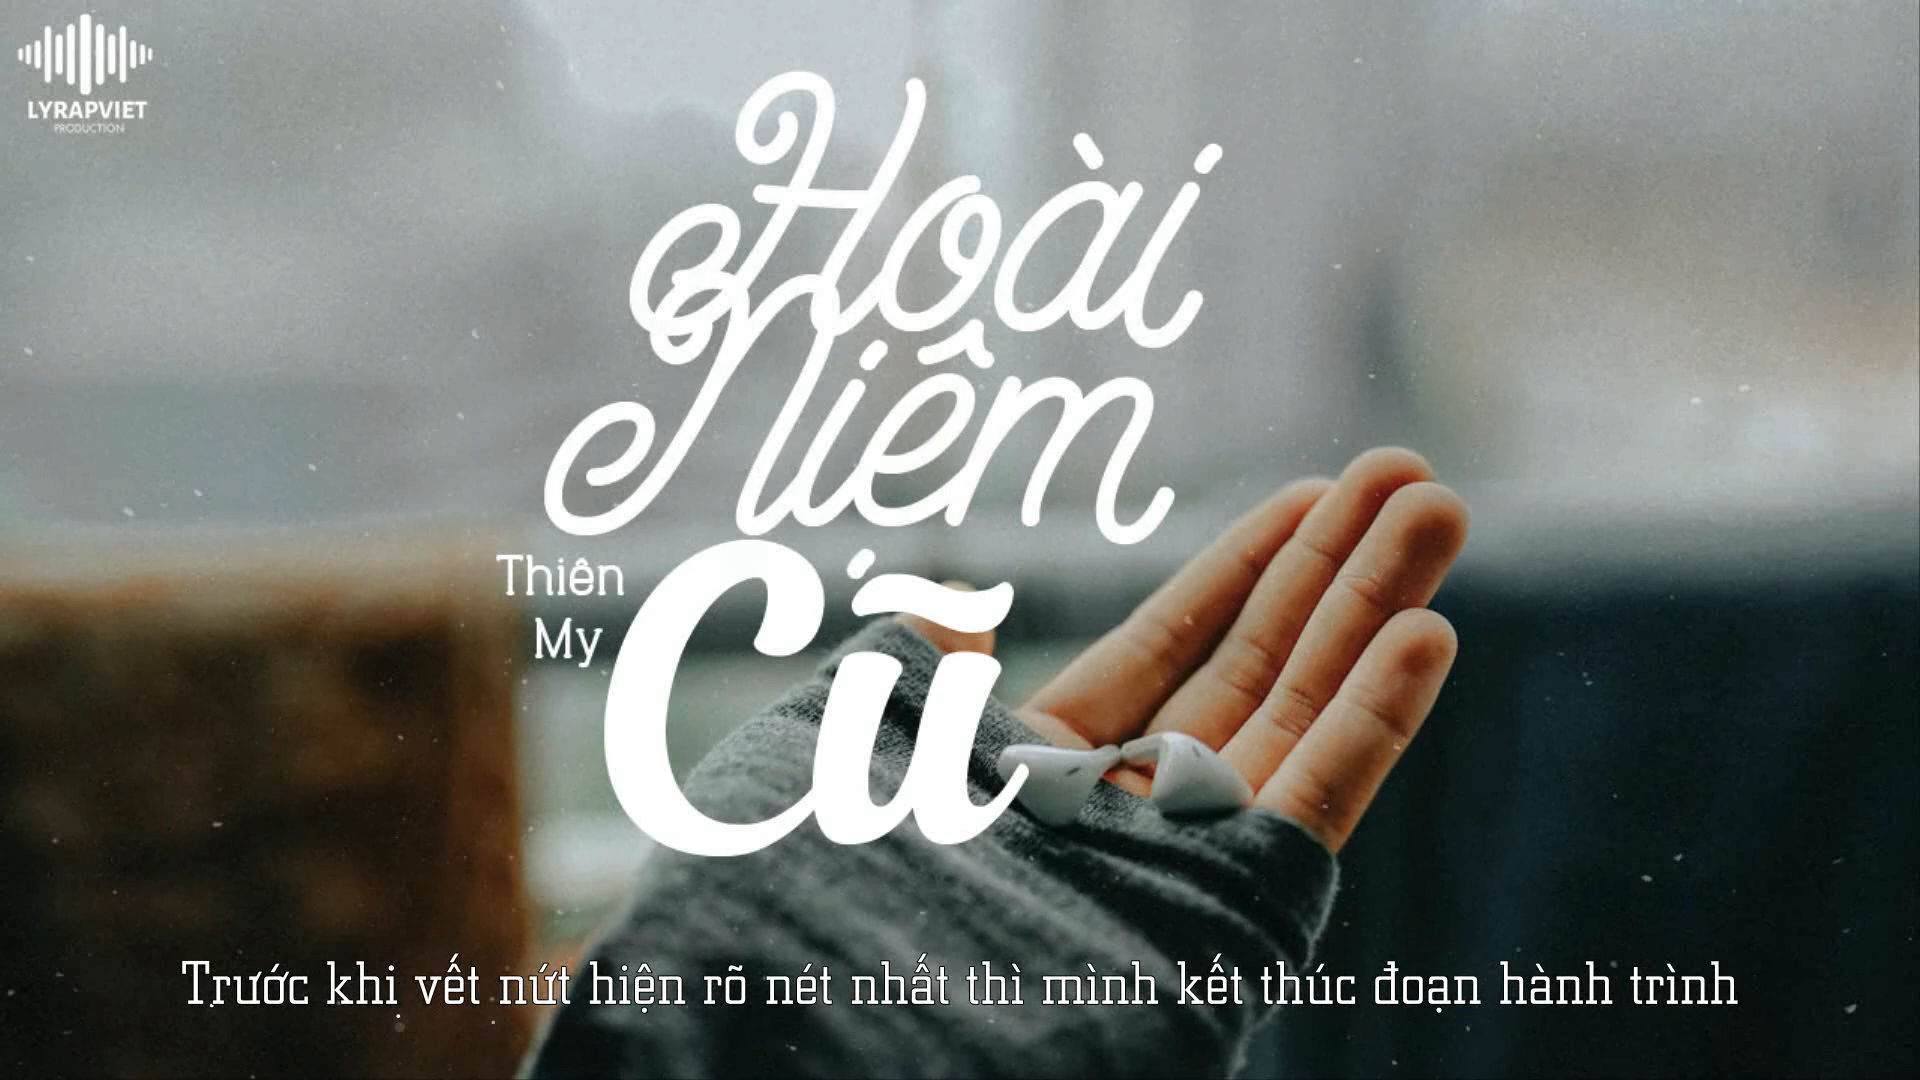 LYRAPVIET
PRODUCTION
Hoài
Niệm
Thiên
My
Cũ
Trước khi vết nứt hiện rõ nét nhất thì mình kết thúc đoạn hành trình